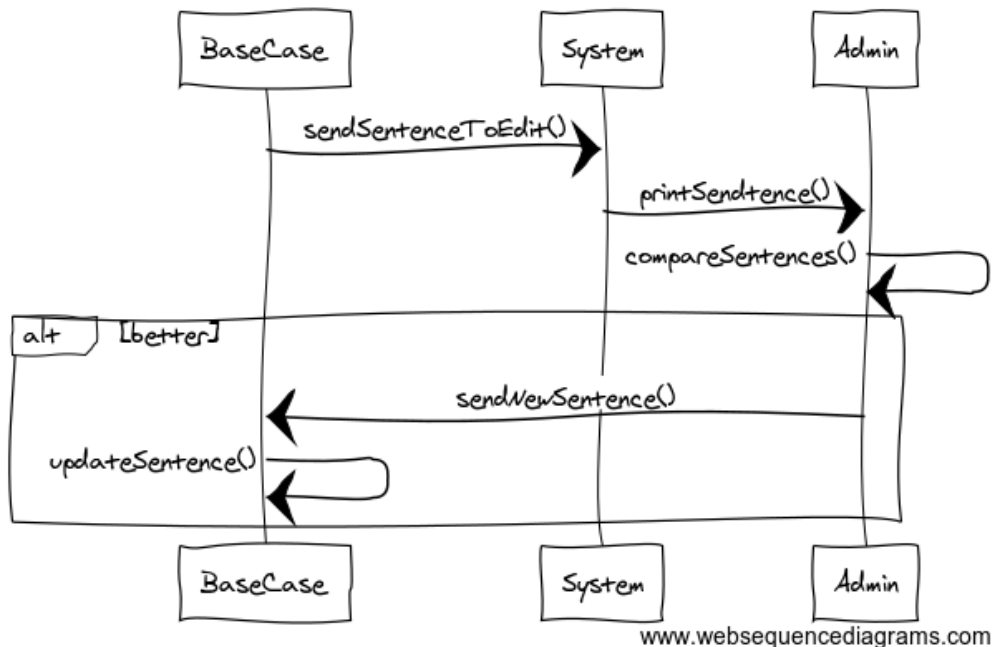 BaseCase
System
Admin
sendSentenceToEdit()
printSendtence()
compareSentences()
alt [better]
sendNewSentence()
updateSentence()
BaseCase
System
Admin
www.websequencediagrams.com